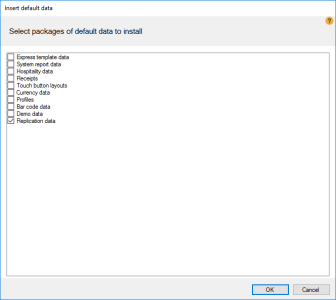 Insert default data
?
Select packages of default data to install
Express template data
System report data
Hospitality data
Receipts
Touch button layouts
Currency data
Profiles
Bar code data
Demo data
Replication data
OK
Cancel